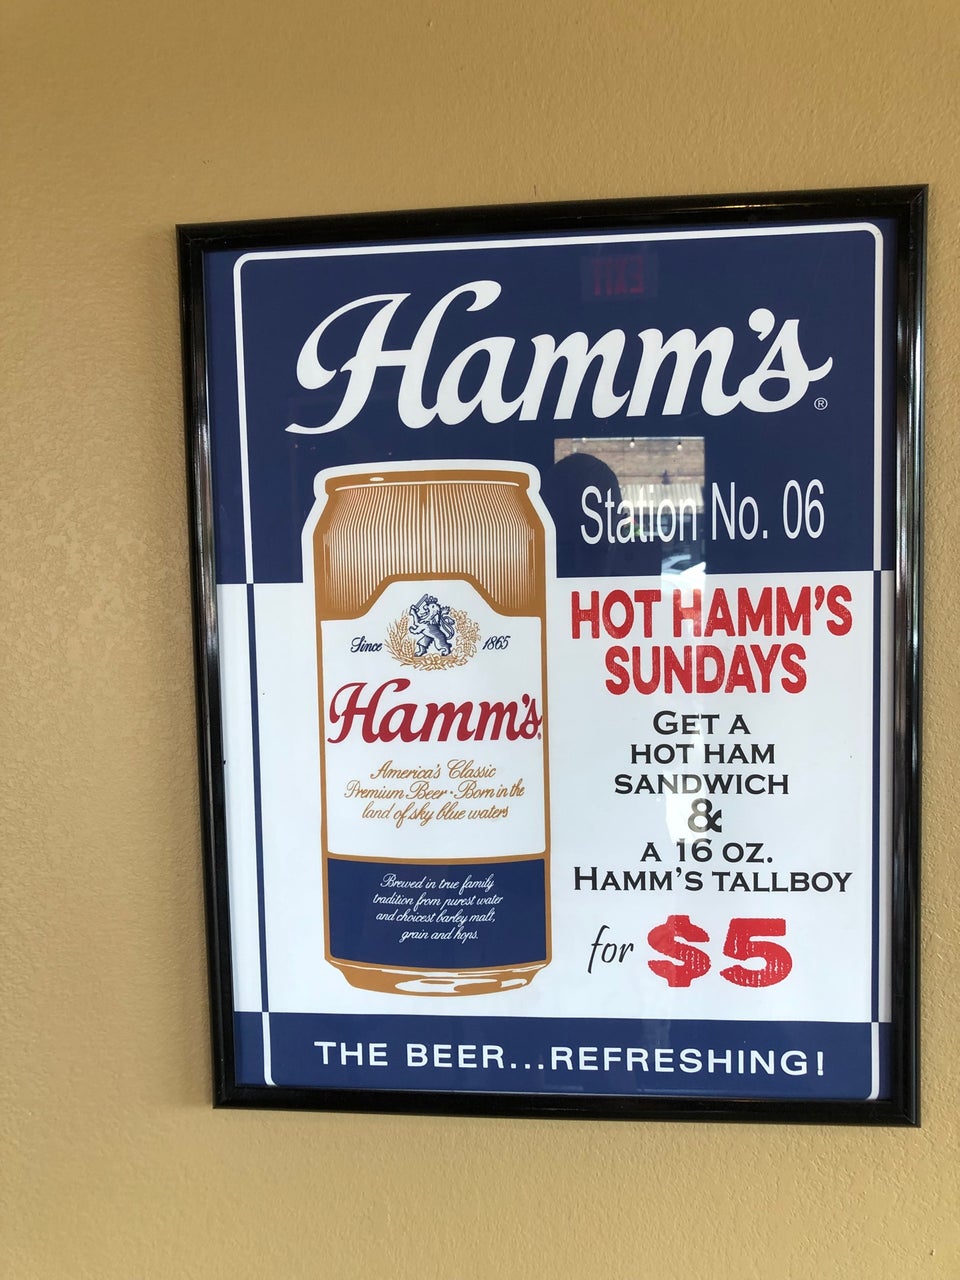 EXIT
Hamm's®
Station No. 06
Since 1865
Hamm's®
America's Classic
Premium Beer · Born in the
land of sky blue waters
Brewed in true family
tradition from purest water
and choicest barley malt,
grain and hops.
HOT HAMM'S
SUNDAYS
GET A
HOT HAM
SANDWICH
&
A 16 OZ.
HAMM'S TALLBOY
for $5
THE BEER...REFRESHING!